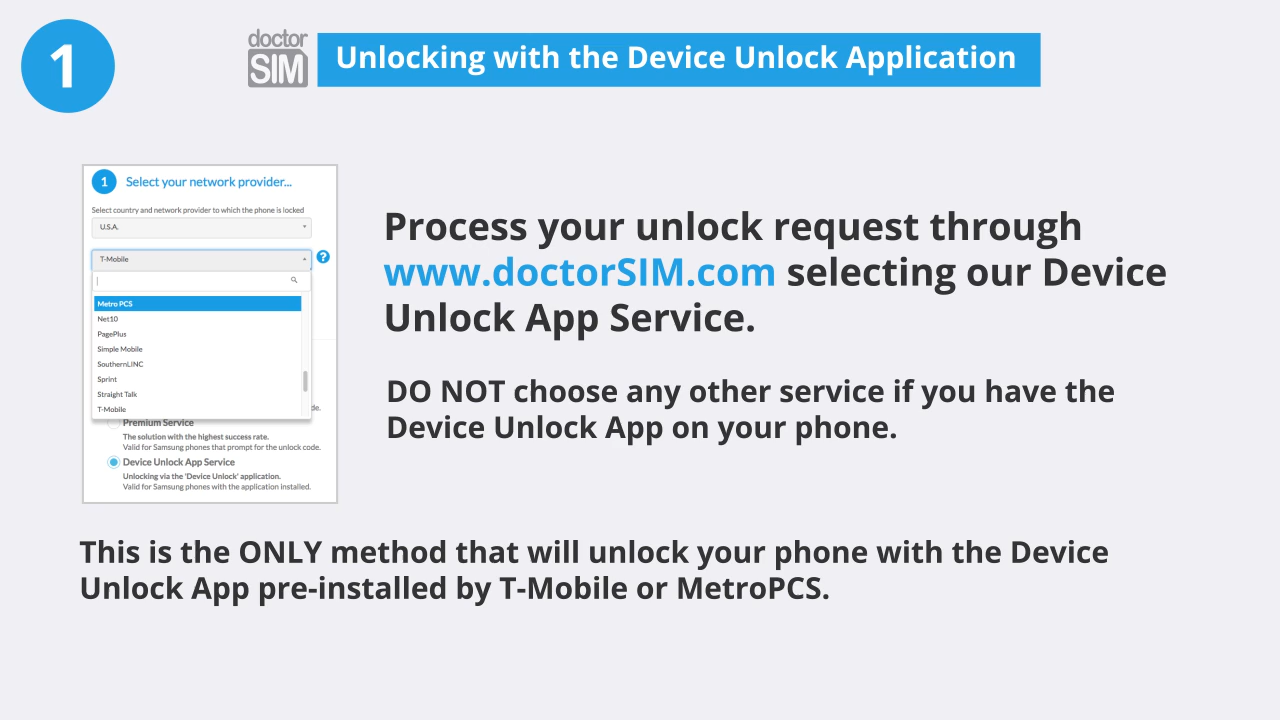 1
doctor
SIM
Unlocking with the Device Unlock Application
1
Select your network provider...
Select country and network provider to which the phone is locked
U.S.A.
T-Mobile
?
Metro PCS
Net10
PagePlus
Simple Mobile
SouthernLINC
Sprint
Straight Talk
T-Mobile
de.
Premium Service
The solution with the highest success rate.
Valid for Samsung phones that prompt for the unlock code.
Device Unlock App Service
Unlocking via the 'Device Unlock' application.
Valid for Samsung phones with the application installed.
Process your unlock request through
www.doctorSIM.com selecting our Device
Unlock App Service.
DO NOT choose any other service if you have the
Device Unlock App on your phone.
This is the ONLY method that will unlock your phone with the Device
Unlock App pre-installed by T-Mobile or MetroPCS.